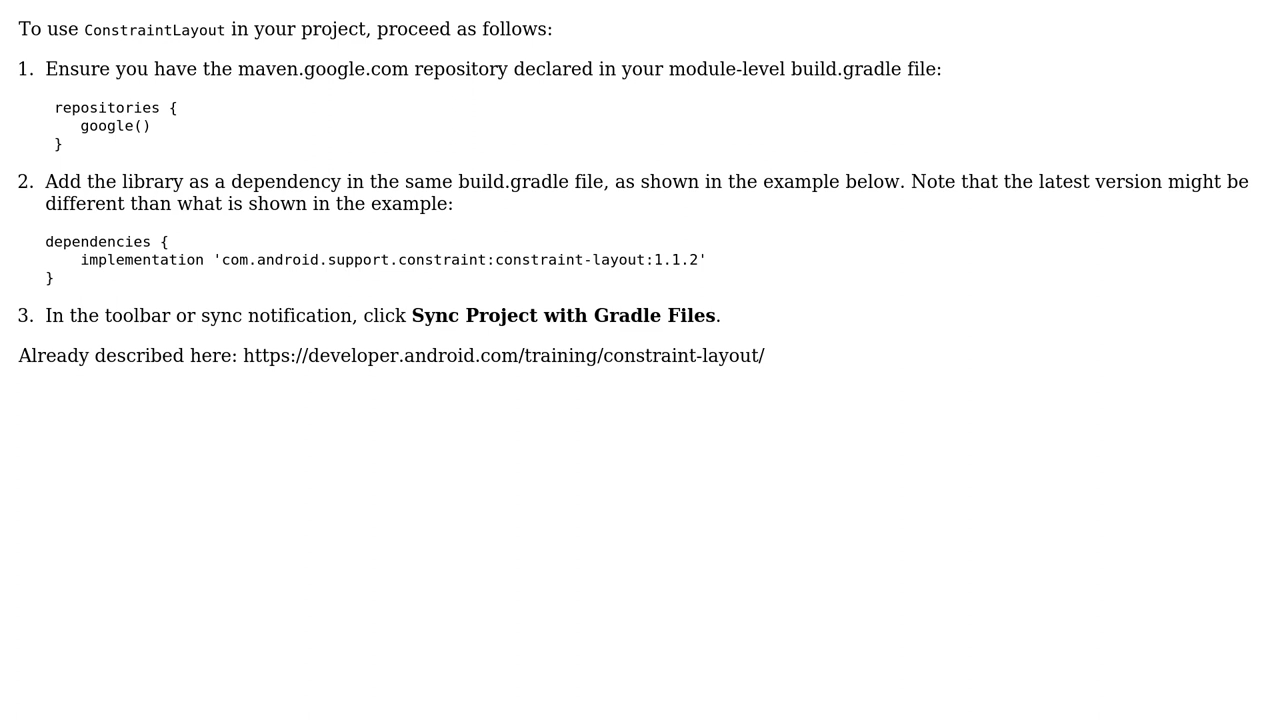 To use ConstraintLayout in your project, proceed as follows:
1. Ensure you have the maven.google.com repository declared in your module-level build.gradle file:
repositories {
   google()
}
2. Add the library as a dependency in the same build.gradle file, as shown in the example below. Note that the latest version might be
different than what is shown in the example:
dependencies {
    implementation 'com.android.support.constraint:constraint-layout:1.1.2'
}
3. In the toolbar or sync notification, click Sync Project with Gradle Files.
Already described here: https://developer.android.com/training/constraint-layout/